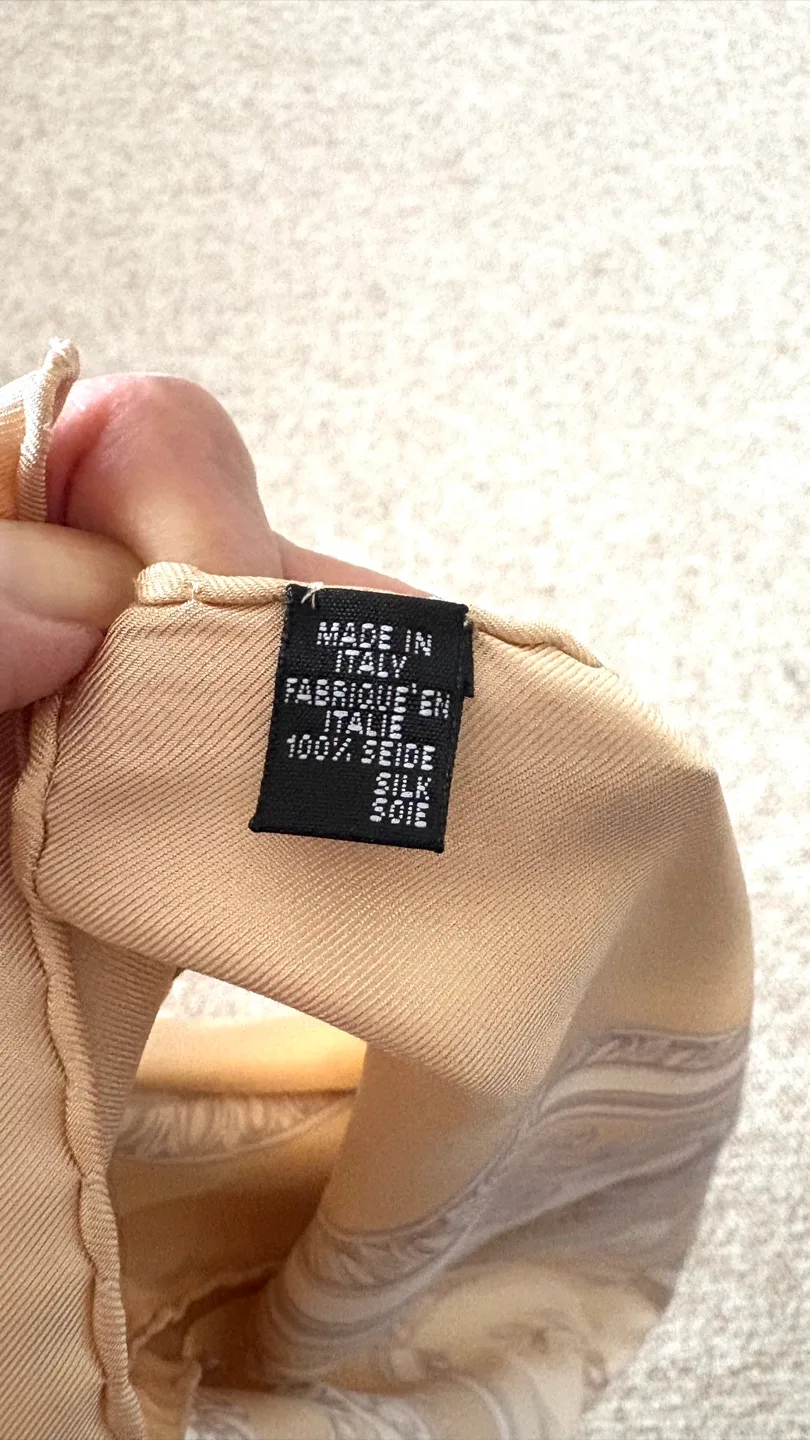 MADE IN
ITALY
FABRIQUE'EN
ITALIE
100% SEIDE
SILK
SOIE